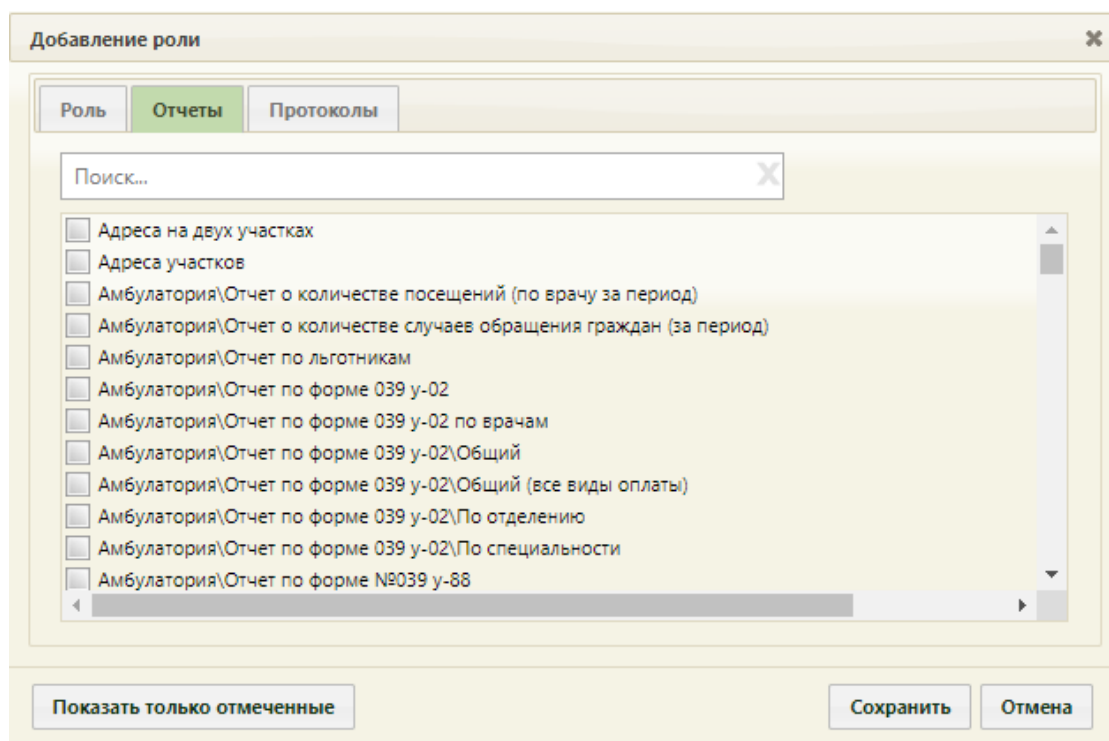 Добавление роли
Роль Отчеты Протоколы
Поиск...
Адреса на двух участках
Адреса участков
Амбулатория\Отчет о количестве посещений (по врачу за период)
Амбулатория\Отчет о количестве случаев обращения граждан (за период)
Амбулатория\Отчет по льготникам
Амбулатория\Отчет по форме 039 у-02
Амбулатория\Отчет по форме 039 у-02 по врачам
Амбулатория\Отчет по форме 039 у-02\Общий
Амбулатория\Отчет по форме 039 у-02\Общий (все виды оплаты)
Амбулатория\Отчет по форме 039 у-02\По отделению
Амбулатория\Отчет по форме 039 у-02\По специальности
Амбулатория\Отчет по форме №039 у-88
Показать только отмеченные Сохранить Отмена